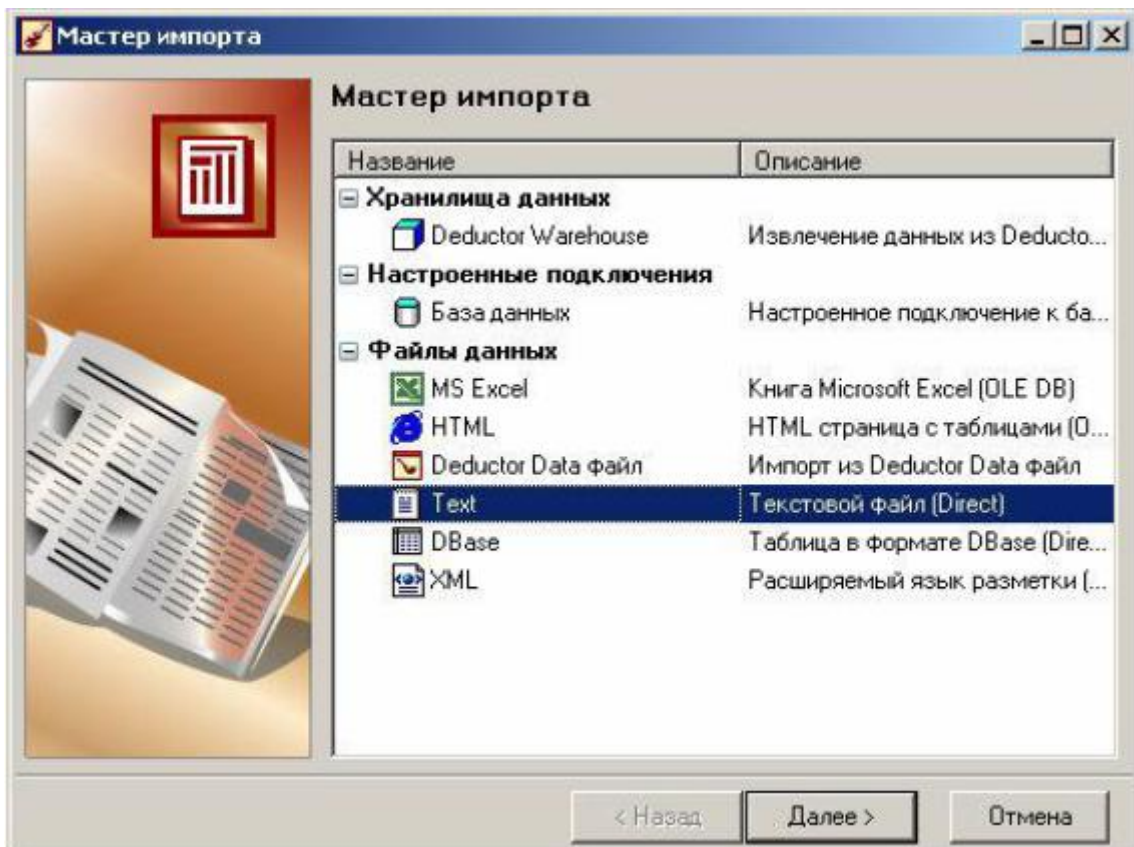 Мастер импорта
Мастер импорта
Название Описание
Хранилища данных
Deductor Warehouse Извлечение данных из Deducto...
Настроенные подключения
База данных Настроенное подключение к ба...
Файлы данных
MS Excel Книга Microsoft Excel (OLE DB)
HTML HTML страница с таблицами (O...
Deductor Data файл Импорт из Deductor Data файл
Text Текстовой файл (Direct)
DBase Таблица в формате DBase (Dire...
XML Расширяемый язык разметки (...
< Назад Далее > Отмена